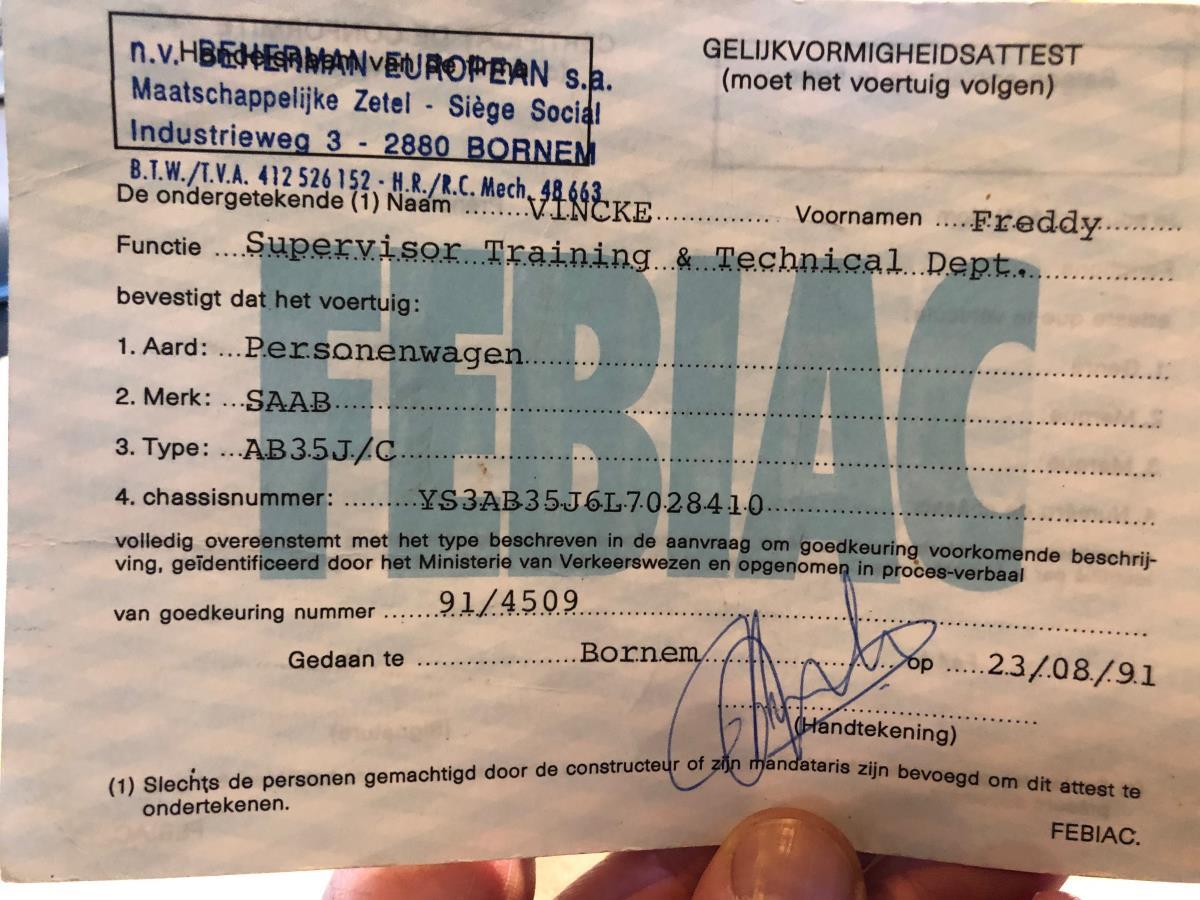 n.v. BEHERMAN EUROPEAN s.a.
Maatschappelijke Zetel - Siège Social
Industrieweg 3 - 2880 BORNEM
B.T.W./T.V.A. 412 526 152 - H.R./R.C. Mech. 48 663
GELIJKVORMIGHEIDSATTEST
(moet het voertuig volgen)
De ondergetekende (1) Naam ........VINCKE............... Voornamen ....Freddy..........
Functie ....Supervisor Training & Technical Dept.................
bevestigt dat het voertuig:
1. Aard: ...Personenwagen
2. Merk: ...SAAB
3. Type: ...AB35J/C
4. chassisnummer: .........YS3AB35J6L7028410
volledig overeenstemt met het type beschreven in de aanvraag om goedkeuring voorkomende beschrij-
ving, geïdentificeerd door het Ministerie van Verkeerswezen en opgenomen in proces-verbaal
van goedkeuring nummer ......91/4509
Gedaan te ....................Bornem.................... op .....23/08/91
(Handtekening)
(1) Slechts de personen gemachtigd door de constructeur of zijn mandataris zijn bevoegd om dit attest te
ondertekenen.
FEBIAC.
FEBIAC